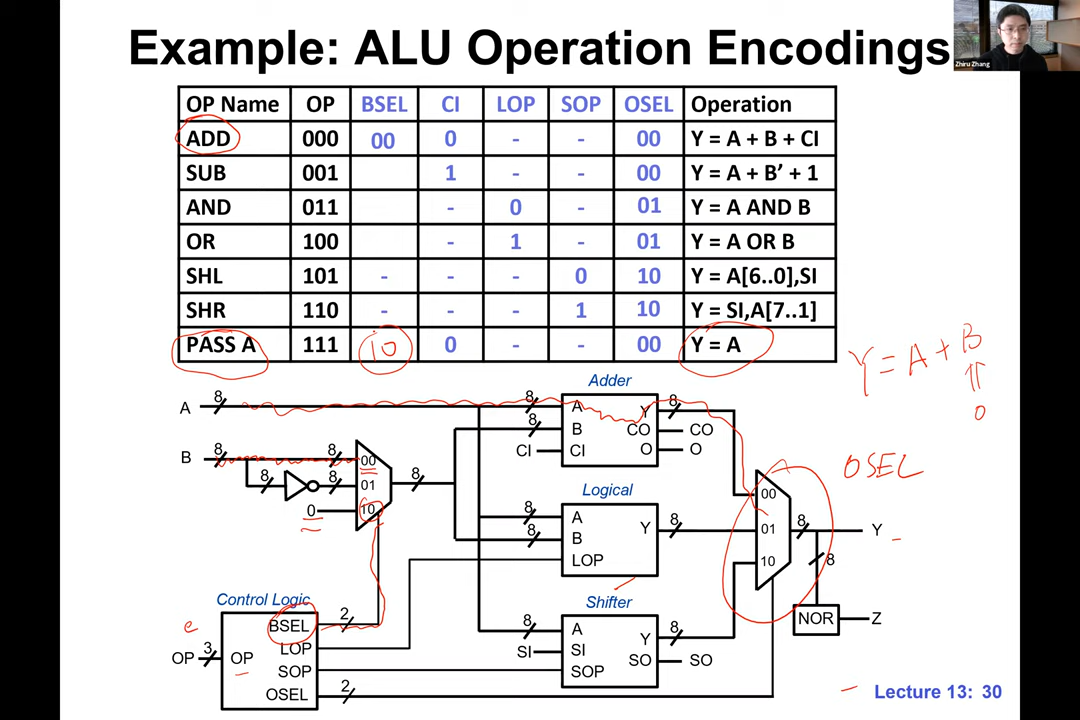 Example: ALU Operation Encodings
Zhiru Zhang
OP Name OP BSEL CI LOP SOP OSEL Operation
ADD 000 00 0 - - 00 Y = A + B + CI
SUB 001 1 - - 00 Y = A + B’ + 1
AND 011 - 0 - 01 Y = A AND B
OR 100 - 1 - 01 Y = A OR B
SHL 101 - - - 0 10 Y = A[6..0],SI
SHR 110 - - - 1 10 Y = SI,A[7..1]
PASS A 111 10 0 - - 00 Y = A
Y = A + B
0
OSEL
Adder
A 8 8 A Y 8
8 B CO CO
CI CI O O
B 8 8 00
8 8 01 8
0 10
Logical
8 A
8 B Y 8
LOP
00
01 8 Y
10 8
NOR Z
Shifter
8 A Y 8
SI SI SO SO
SOP
Control Logic
e
OP 3 OP
BSEL 2
LOP
SOP
OSEL 2
Lecture 13: 30